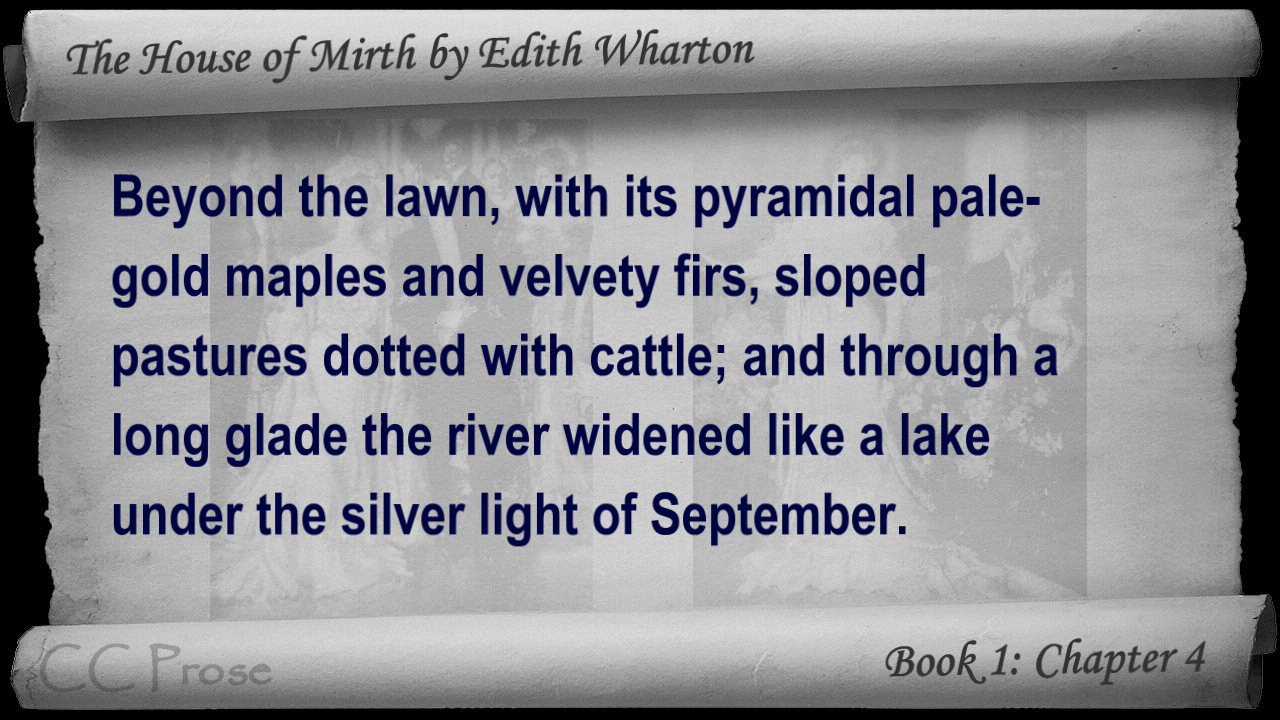 The House of Mirth by Edith Wharton
Beyond the lawn, with its pyramidal pale-
gold maples and velvety firs, sloped
pastures dotted with cattle; and through a
long glade the river widened like a lake
under the silver light of September.
CC Prose
Book 1: Chapter 4